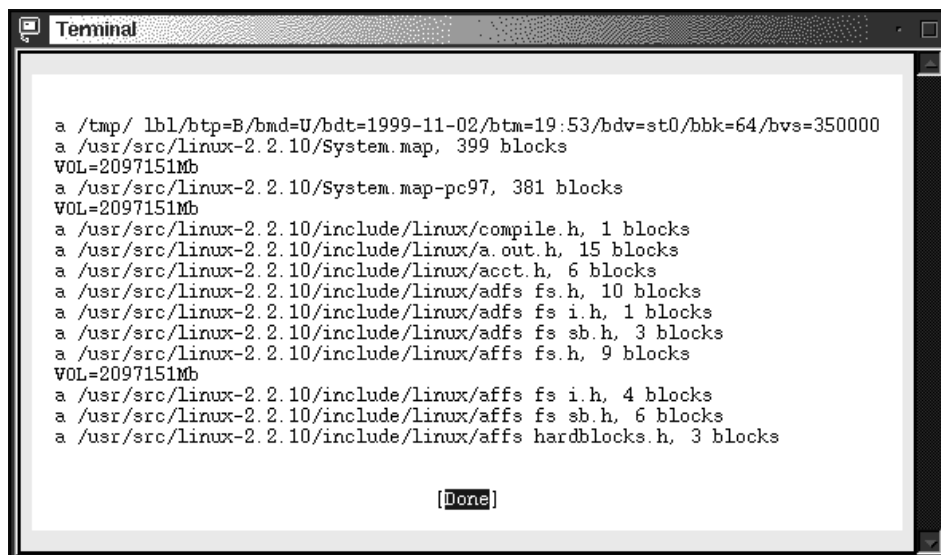 Terminal
a /tmp/ lbl/btp=B/bmd=U/bdt=1999-11-02/btm=19:53/bdv=st0/bbk=64/bvs=350000
a /usr/src/linux-2.2.10/System.map, 399 blocks
VOL=2097151Mb
a /usr/src/linux-2.2.10/System.map-pc97, 381 blocks
VOL=2097151Mb
a /usr/src/linux-2.2.10/include/linux/compile.h, 1 blocks
a /usr/src/linux-2.2.10/include/linux/a.out.h, 15 blocks
a /usr/src/linux-2.2.10/include/linux/acct.h, 6 blocks
a /usr/src/linux-2.2.10/include/linux/adfs fs.h, 10 blocks
a /usr/src/linux-2.2.10/include/linux/adfs fs i.h, 1 blocks
a /usr/src/linux-2.2.10/include/linux/adfs fs sb.h, 3 blocks
a /usr/src/linux-2.2.10/include/linux/affs fs.h, 9 blocks
VOL=2097151Mb
a /usr/src/linux-2.2.10/include/linux/affs fs i.h, 4 blocks
a /usr/src/linux-2.2.10/include/linux/affs fs sb.h, 6 blocks
a /usr/src/linux-2.2.10/include/linux/affs hardblocks.h, 3 blocks
[Done]